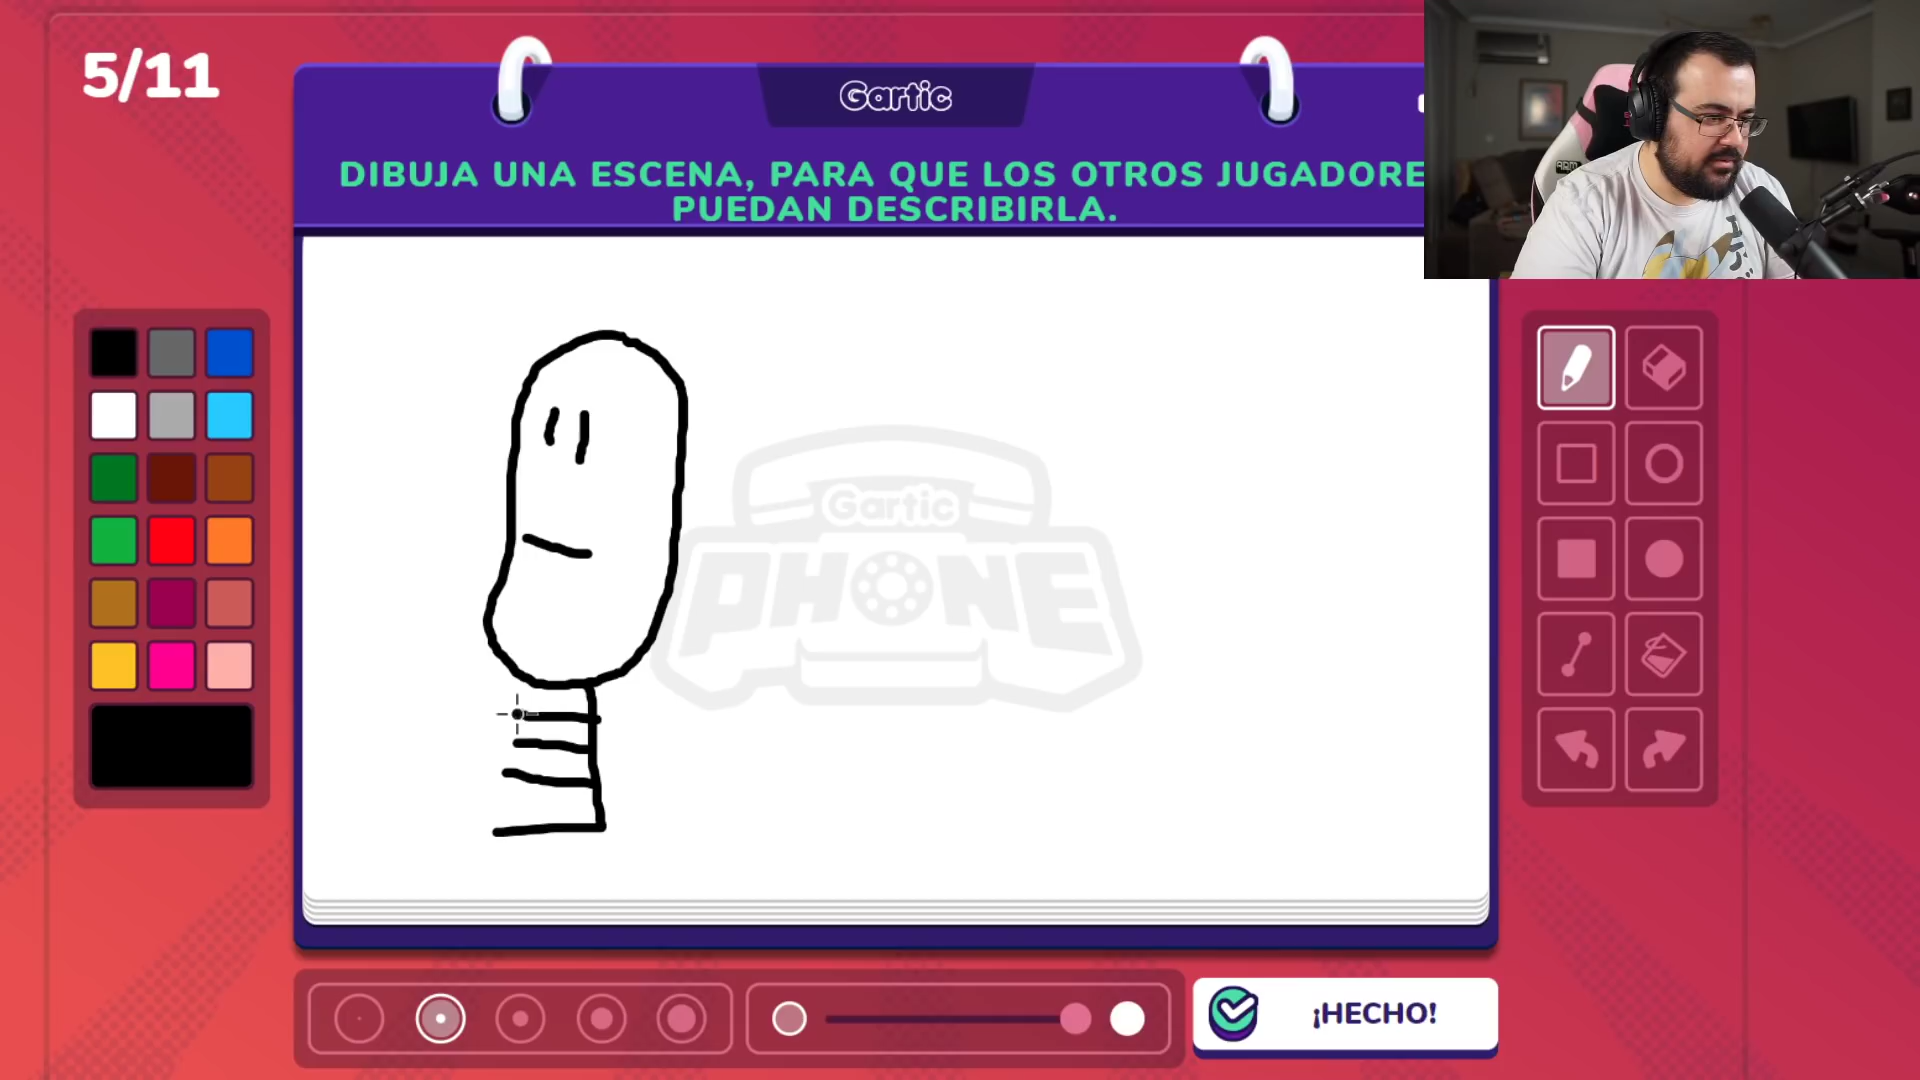 5/11
Gartic
DIBUJA UNA ESCENA, PARA QUE LOS OTROS JUGADORE
PUEDAN DESCRIBIRLA.
Gartic
PHONE
¡HECHO!